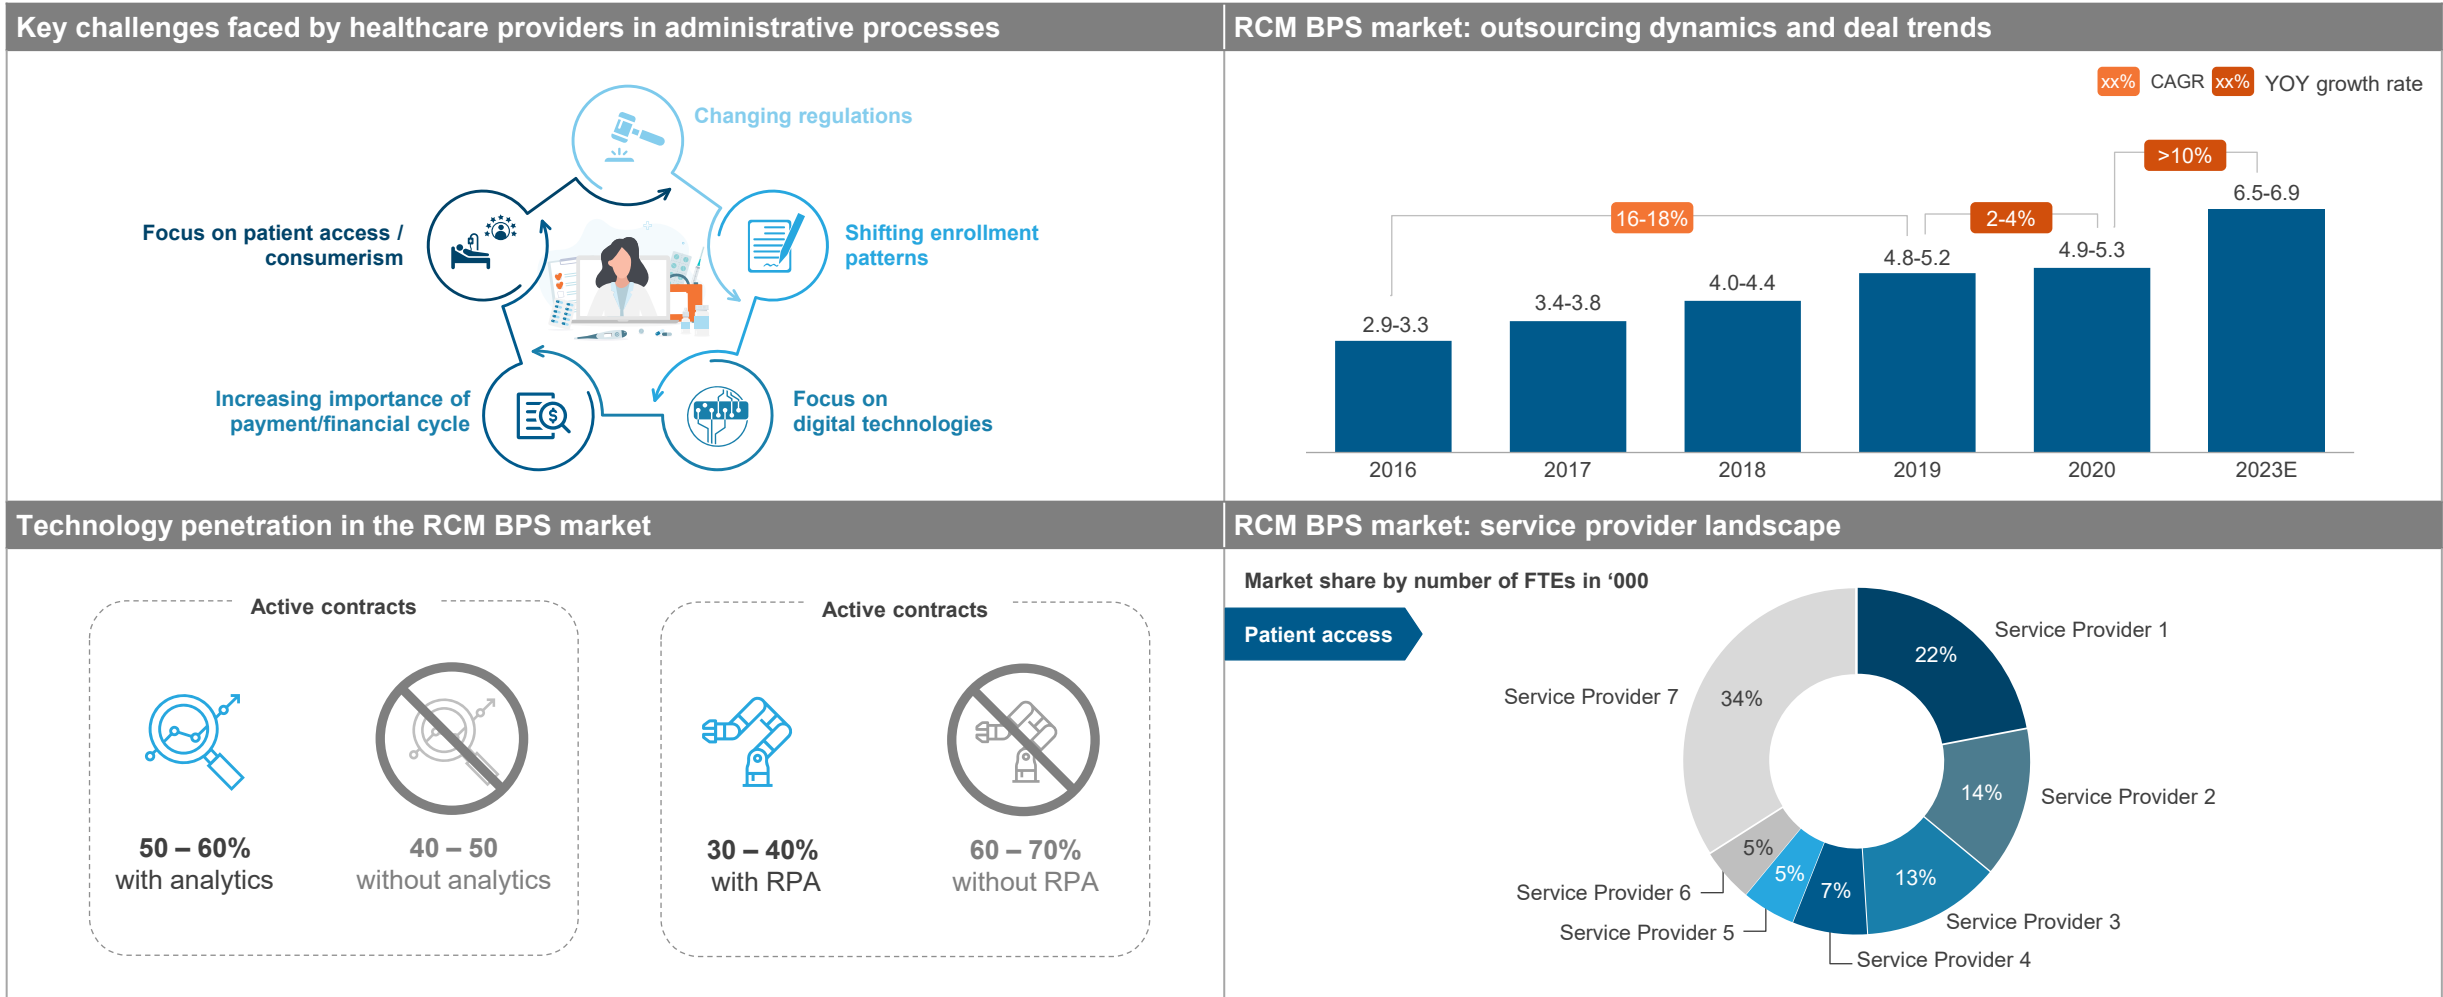 Key challenges faced by healthcare providers in administrative processes
Changing regulations
Focus on patient access /
consumerism
Shifting enrollment
patterns
Increasing importance of
payment/financial cycle
Focus on
digital technologies
RCM BPS market: outsourcing dynamics and deal trends
xx% CAGR xx% YOY growth rate
>10%
16-18%
2-4%
2.9-3.3
3.4-3.8
4.0-4.4
4.8-5.2
4.9-5.3
6.5-6.9
2016
2017
2018
2019
2020
2023E
Technology penetration in the RCM BPS market
Active contracts
50 – 60%
with analytics
40 – 50
without analytics
Active contracts
30 – 40%
with RPA
60 – 70%
without RPA
RCM BPS market: service provider landscape
Market share by number of FTEs in ‘000
Patient access
Service Provider 1
22%
Service Provider 2
14%
Service Provider 3
13%
Service Provider 4
7%
Service Provider 5
5%
Service Provider 6
5%
Service Provider 7
34%